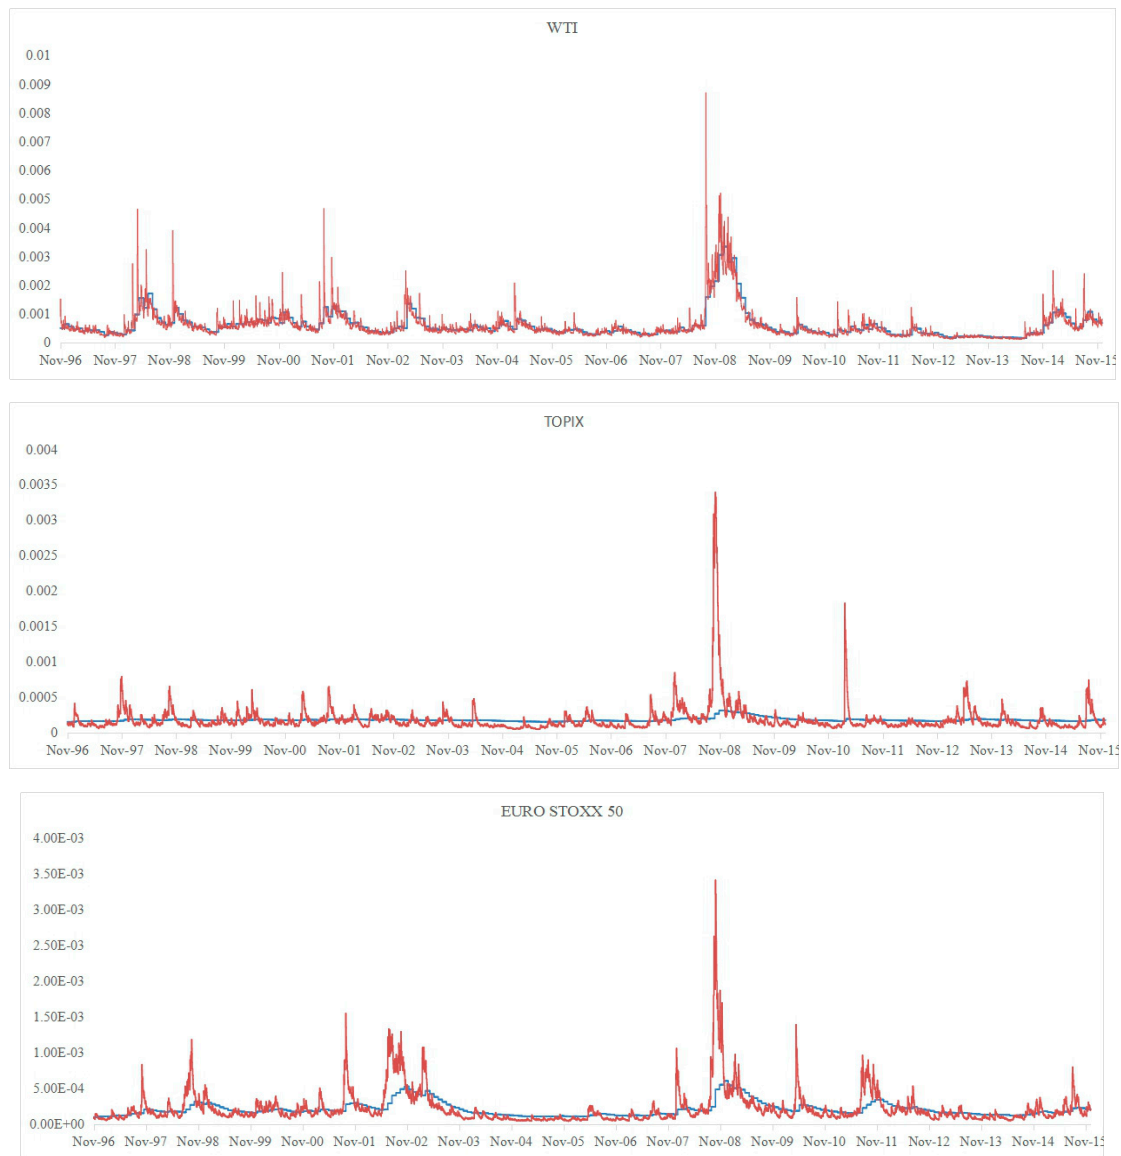 WTI
0.01
0.009
0.008
0.007
0.006
0.005
0.004
0.003
0.002
0.001
0
Nov-96 Nov-97 Nov-98 Nov-99 Nov-00 Nov-01 Nov-02 Nov-03 Nov-04 Nov-05 Nov-06 Nov-07 Nov-08 Nov-09 Nov-10 Nov-11 Nov-12 Nov-13 Nov-14 Nov-15
TOPIX
0.004
0.0035
0.003
0.0025
0.002
0.0015
0.001
0.0005
0
Nov-96 Nov-97 Nov-98 Nov-99 Nov-00 Nov-01 Nov-02 Nov-03 Nov-04 Nov-05 Nov-06 Nov-07 Nov-08 Nov-09 Nov-10 Nov-11 Nov-12 Nov-13 Nov-14 Nov-15
EURO STOXX 50
4.00E-03
3.50E-03
3.00E-03
2.50E-03
2.00E-03
1.50E-03
1.00E-03
5.00E-04
0.00E+00
Nov-96 Nov-97 Nov-98 Nov-99 Nov-00 Nov-01 Nov-02 Nov-03 Nov-04 Nov-05 Nov-06 Nov-07 Nov-08 Nov-09 Nov-10 Nov-11 Nov-12 Nov-13 Nov-14 Nov-15